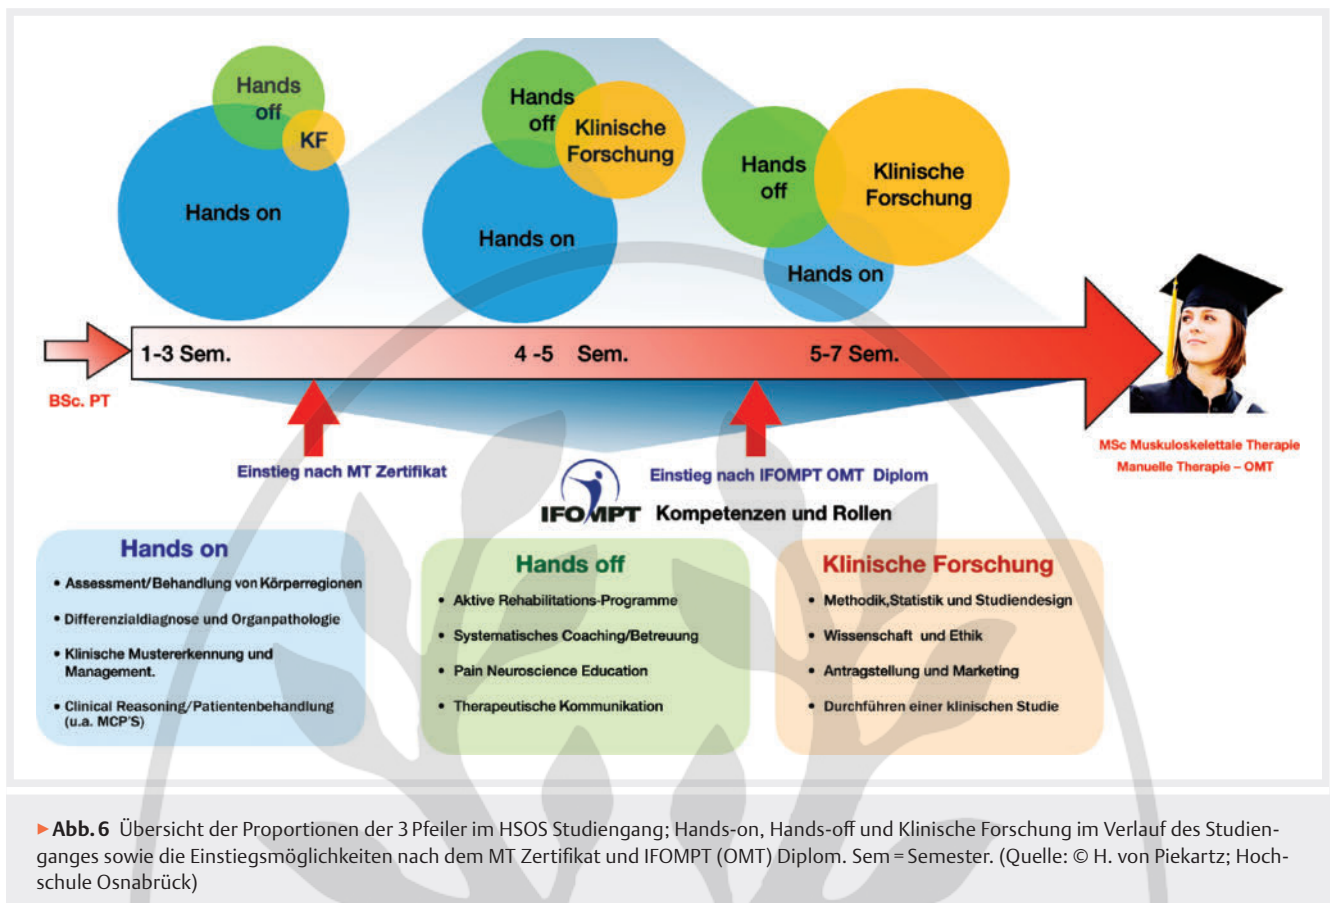 Hands
off
KF
Hands on
Hands
off
Klinische
Forschung
Hands on
Hands
off
Klinische
Forschung
Hands on
1-3 Sem.
4 -5 Sem.
5-7 Sem.
BSc. PT
MSc Muskuloskelettale Therapie
Manuelle Therapie – OMT
Einstieg nach MT Zertifikat
Einstieg nach IFOMPT OMT Diplom
IFOMPT Kompetenzen und Rollen
Hands on
• Assessment/Behandlung von Körperregionen
• Differenzialdiagnose und Organpathologie
• Klinische Mustererkennung und
Management.
• Clinical Reasoning/Patientenbehandlung
(u.a. MCP'S)
Hands off
• Aktive Rehabilitations-Programme
• Systematisches Coaching/Betreuung
• Pain Neuroscience Education
• Therapeutische Kommunikation
Klinische Forschung
• Methodik,Statistik und Studiendesign
• Wissenschaft und Ethik
• Antragstellung und Marketing
• Durchführen einer klinischen Studie
▶ Abb. 6 Übersicht der Proportionen der 3 Pfeiler im HSOS Studiengang; Hands-on, Hands-off und Klinische Forschung im Verlauf des Studien-
ganges sowie die Einstiegsmöglichkeiten nach dem MT Zertifikat und IFOMPT (OMT) Diplom. Sem = Semester. (Quelle: © H. von Piekartz; Hoch-
schule Osnabrück)